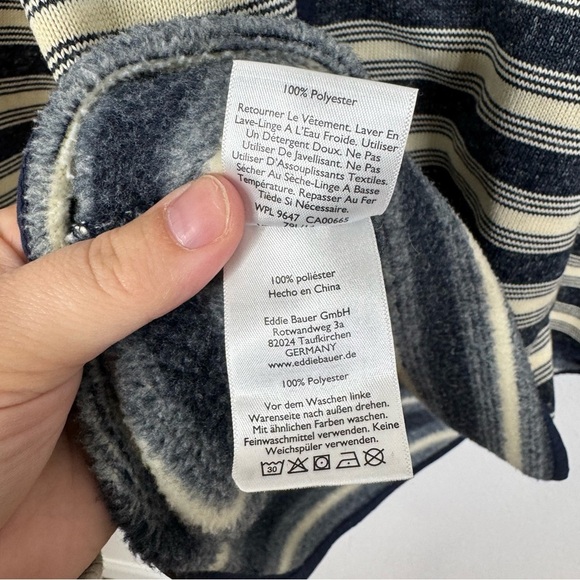 100% Polyester
Retourner Le Vêtement. Laver En
Lave-Linge A L'Eau Froide. Utiliser
Un Détergent Doux. Ne Pas
Utiliser De Javellisant. Ne Pas
Utiliser D'Assouplissants Textiles.
Sécher Au Sèche-Linge A Basse
Température. Repasser Au Fer
Tiède Si Nécessaire.
WPL 9647 CA00665
100% poliéster
Hecho en China
Eddie Bauer GmbH
Rotwandweg 3a
82024 Taufkirchen
GERMANY
www.eddiebauer.de
100% Polyester
Vor dem Waschen linke
Warenseite nach außen drehen.
Mit ähnlichen Farben waschen.
Feinwaschmittel verwenden. Keine
Weichspüler verwenden.
30